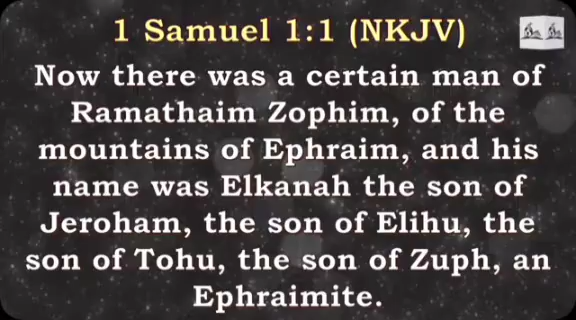 1 Samuel 1:1 (NKJV)
Now there was a certain man of
Ramathaim Zophim, of the
mountains of Ephraim, and his
name was Elkanah the son of
Jeroham, the son of Elihu, the
son of Tohu, the son of Zuph, an
Ephraimite.